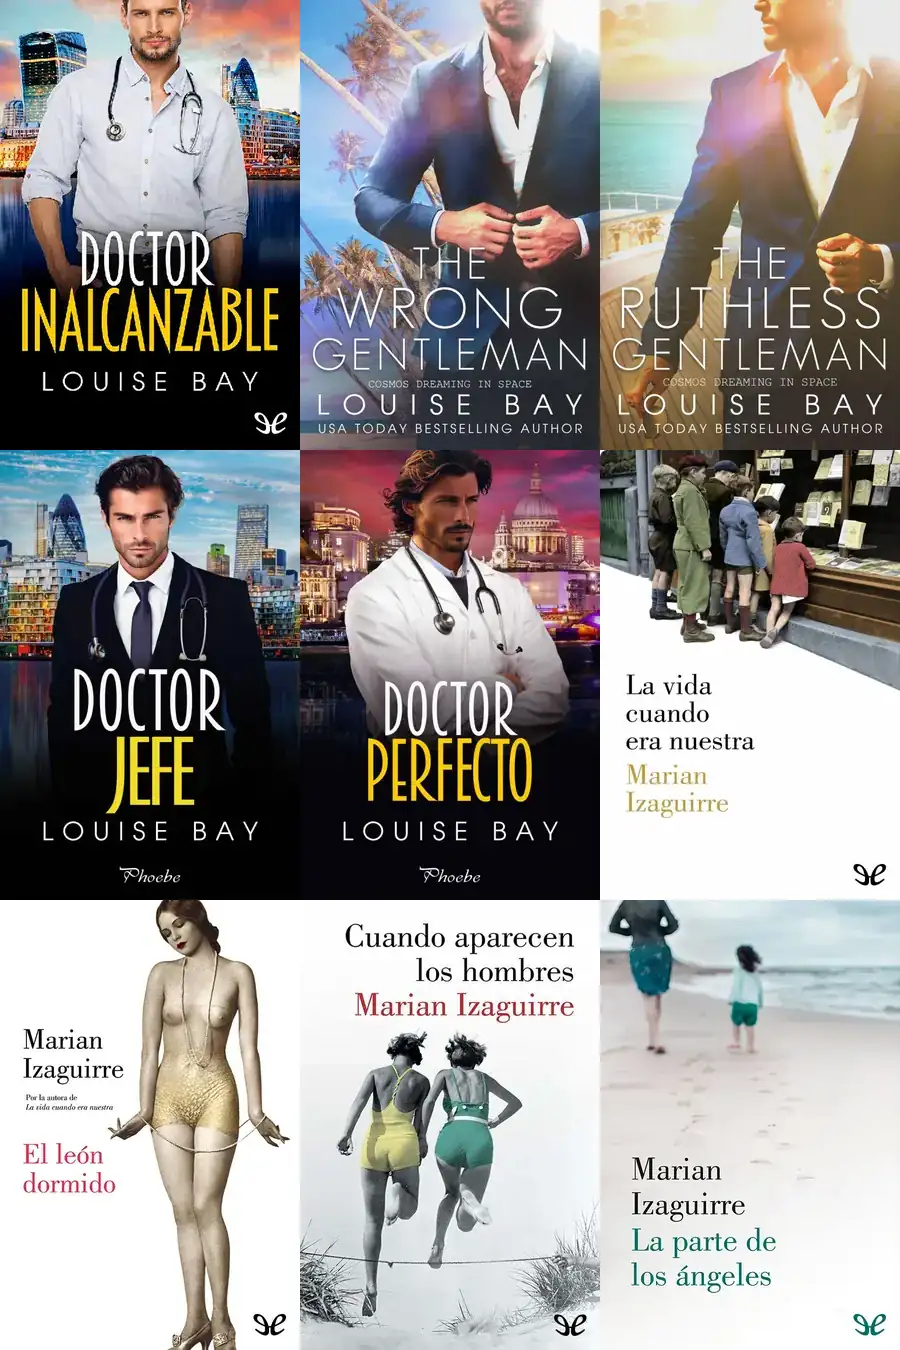 DOCTOR
INALCANZABLE
LOUISE BAY
THE
WRONG
GENTLEMAN
COSMOS DREAMING IN SPACE
LOUISE BAY
USA TODAY BESTSELLING AUTHOR
THE
RUTHLESS
GENTLEMAN
COSMOS DREAMING IN SPACE
LOUISE BAY
USA TODAY BESTSELLING AUTHOR
DOCTOR
JEFE
LOUISE BAY
Phoebe
DOCTOR
PERFECTO
LOUISE BAY
Phoebe
La vida
cuando
era nuestra
Marian
Izaguirre
Marian
Izaguirre
Por la autora de
La vida cuando era nuestra
El león
dormido
Cuando aparecen
los hombres
Marian Izaguirre
Marian
Izaguirre
La parte de
los ángeles